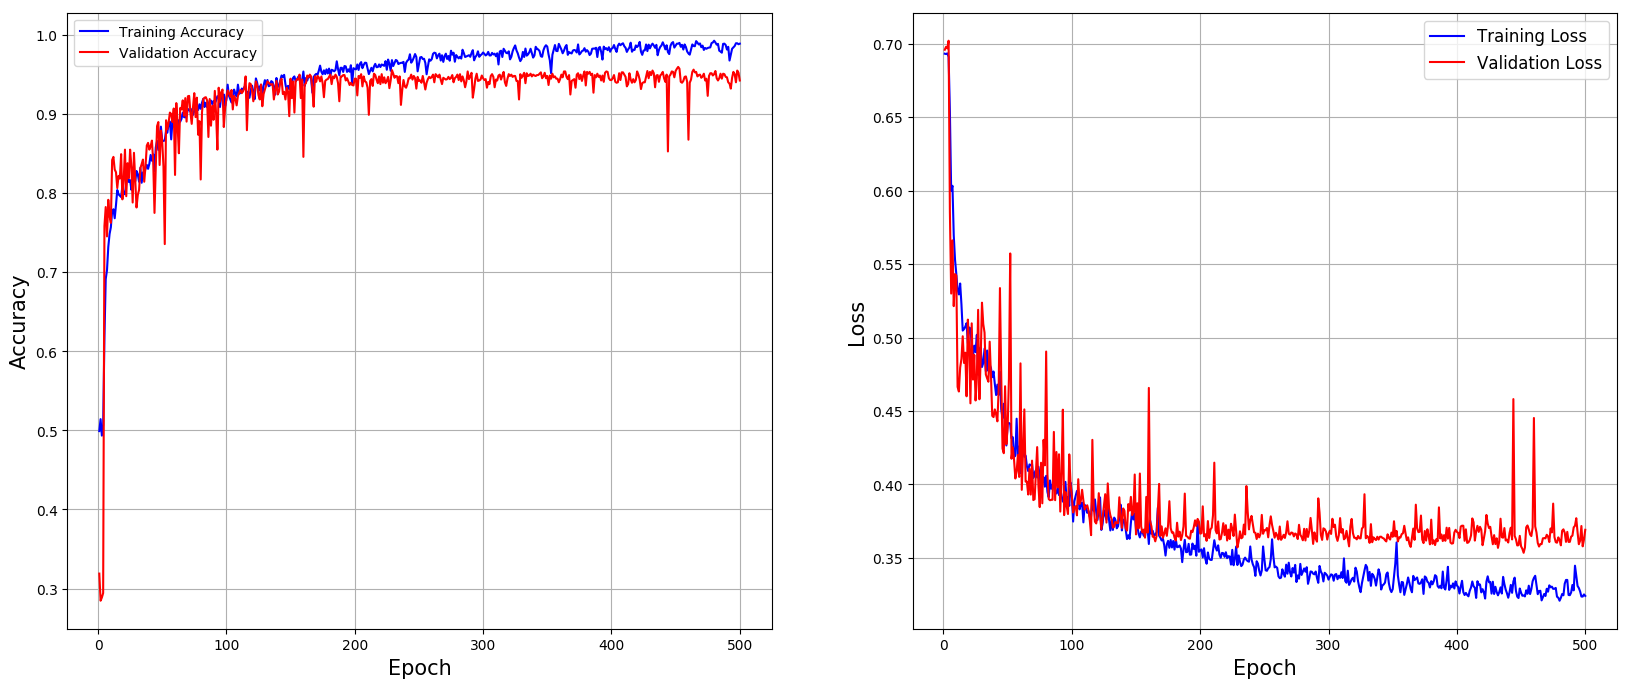 1.0
0.9
0.8
0.7
0.6
0.5
0.4
0.3
Accuracy
Training Accuracy
Validation Accuracy
0 100 200 300 400 500
Epoch
0.70
0.65
0.60
0.55
0.50
0.45
0.40
0.35
Loss
Training Loss
Validation Loss
0 100 200 300 400 500
Epoch